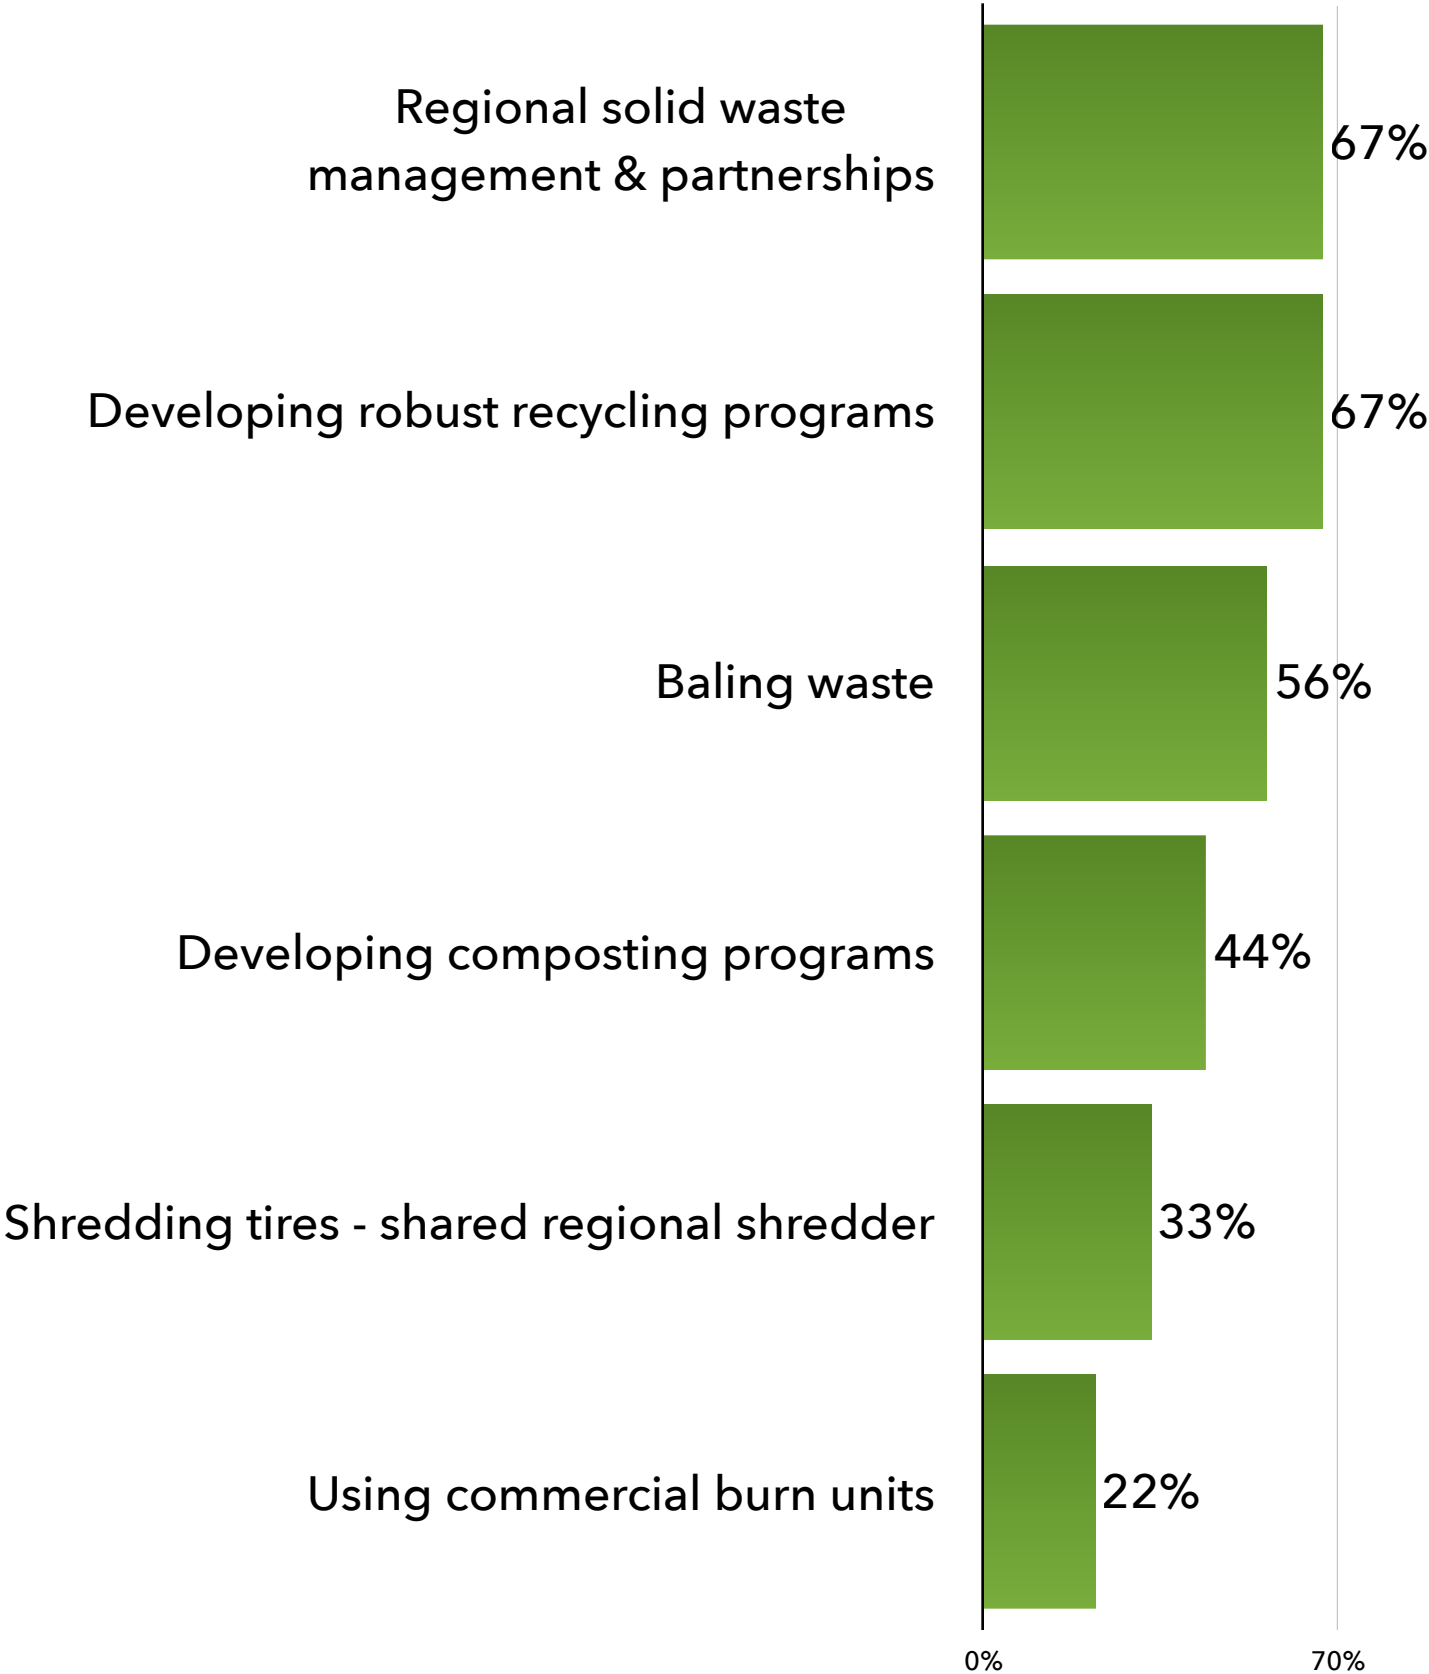 Regional solid waste
management & partnerships
67%
Developing robust recycling programs
67%
Baling waste
56%
Developing composting programs
44%
Shredding tires - shared regional shredder
33%
Using commercial burn units
22%
0%
70%